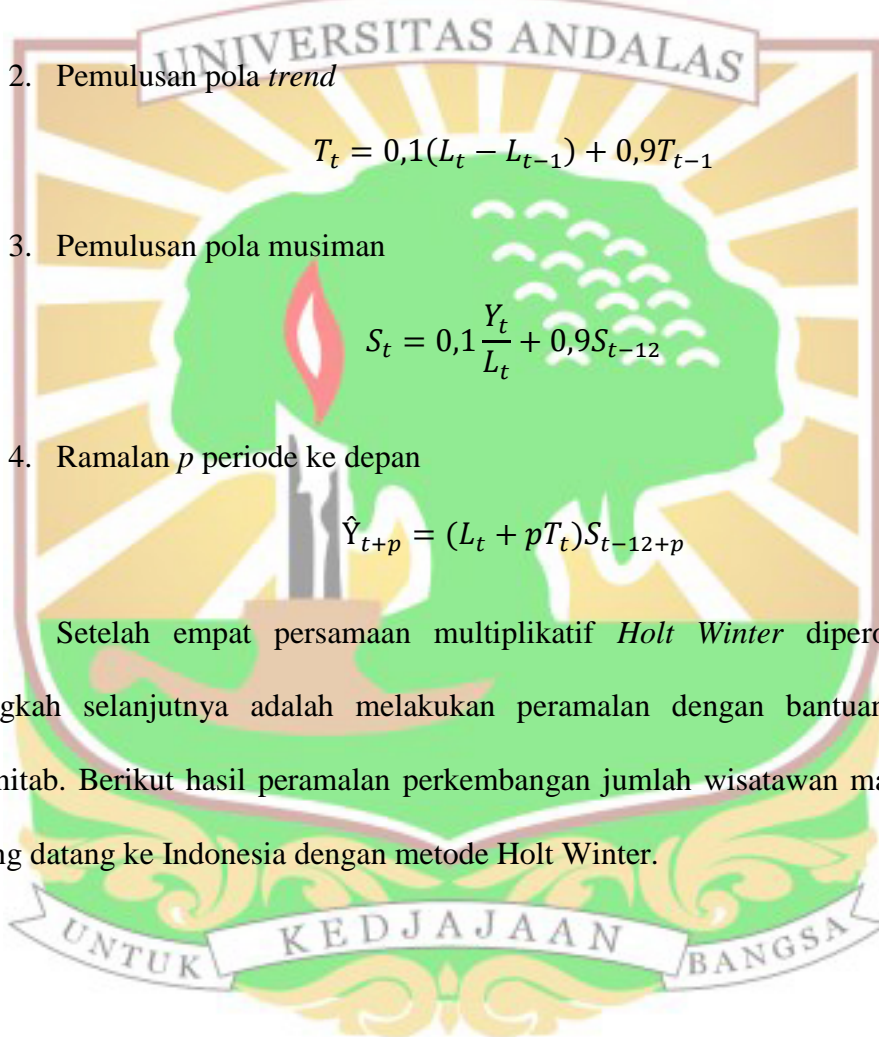 UNIVERSITAS ANDALAS
2. Pemulusan pola trend
T_t = 0,1(L_t − L_{t−1}) + 0,9T_{t−1}
3. Pemulusan pola musiman
S_t = 0,1 Y_t/L_t + 0,9S_{t−12}
4. Ramalan p periode ke depan
Ŷ_{t+p} = (L_t + pT_t)S_{t−12+p}
Setelah empat persamaan multiplikatif Holt Winter dipero
gkah selanjutnya adalah melakukan peramalan dengan bantuan
nitab. Berikut hasil peramalan perkembangan jumlah wisatawan ma
ng datang ke Indonesia dengan metode Holt Winter.
UNTUK KEDJAJAAN BANGSA